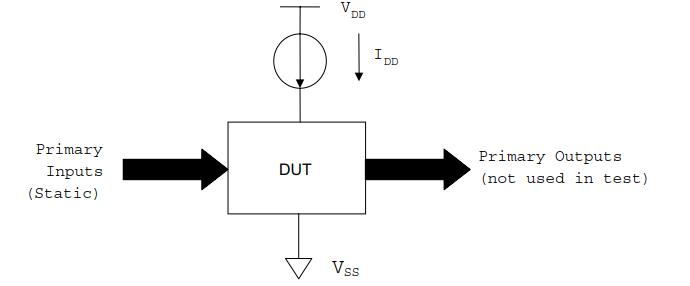 VDD
IDD
Primary
Inputs
(Static)
DUT
Primary Outputs
(not used in test)
VSS